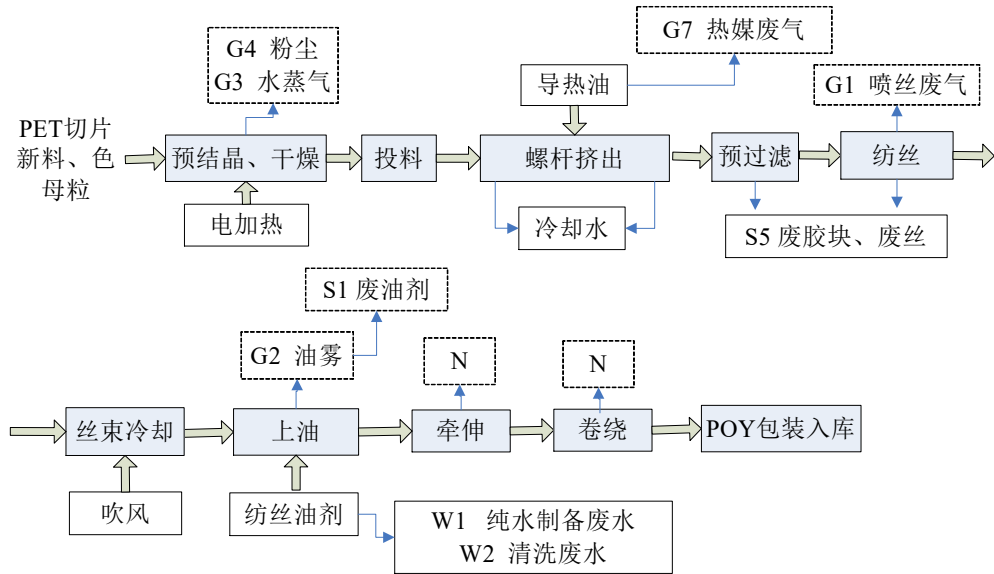 G4 粉尘
G3 水蒸气
G7 热媒废气
导热油
G1 喷丝废气
PET切片
新料、色
母粒
预结晶、干燥
投料
螺杆挤出
预过滤
纺丝
电加热
冷却水
S5 废胶块、废丝
S1 废油剂
G2 油雾
N
N
丝束冷却
上油
牵伸
卷绕
POY包装入库
吹风
纺丝油剂
W1 纯水制备废水
W2 清洗废水